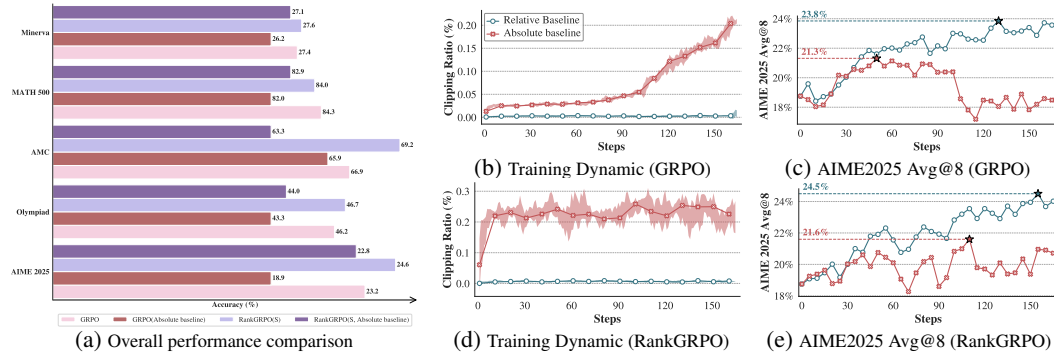 Minerva
27.1
27.6
26.2
27.4
MATH 500
82.9
84.0
82.0
84.3
AMC
63.3
69.2
65.9
66.9
Olympiad
44.0
46.7
43.3
46.2
AIME 2025
22.8
24.6
18.9
23.2
Accuracy (%)
GRPO GRPO(Absolute baseline) RankGRPO(S) RankGRPO(S, Absolute baseline)
(a) Overall performance comparison
Relative Baseline
Absolute baseline
Clipping Ratio (%)
0.20
0.15
0.10
0.05
0.00
0 30 60 90 120 150
Steps
(b) Training Dynamic (GRPO)
AIME 2025 Avg@8
24%
22%
20%
18%
23.8%
21.3%
0 30 60 90 120 150
Steps
(c) AIME2025 Avg@8 (GRPO)
Clipping Ratio (%)
0.3
0.2
0.1
0.0
0 30 60 90 120 150
Steps
(d) Training Dynamic (RankGRPO)
AIME 2025 Avg@8
24%
22%
20%
18%
24.5%
21.6%
0 30 60 90 120 150
Steps
(e) AIME2025 Avg@8 (RankGRPO)